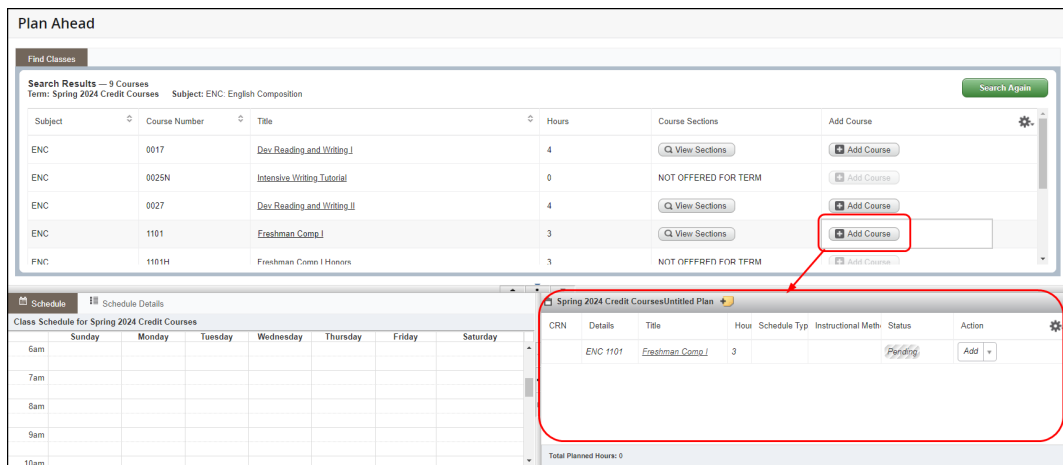 Plan Ahead
Find Classes
Search Results — 9 Courses
Term: Spring 2024 Credit Courses Subject: ENC: English Composition
Search Again
Subject Course Number Title Hours Course Sections Add Course
ENC 0017 Dev Reading and Writing I 4 View Sections Add Course
ENC 0025N Intensive Writing Tutorial 0 NOT OFFERED FOR TERM Add Course
ENC 0027 Dev Reading and Writing II 4 View Sections Add Course
ENC 1101 Freshman Comp I 3 View Sections Add Course
ENC 1101H Freshman Comp I Honors 3 NOT OFFERED FOR TERM Add Course
Schedule Schedule Details
Class Schedule for Spring 2024 Credit Courses
Sunday Monday Tuesday Wednesday Thursday Friday Saturday
6am
7am
8am
9am
10am
Spring 2024 Credit CoursesUntitled Plan
CRN Details Title Hour Schedule Typ Instructional Meth Status Action
ENC 1101 Freshman Comp I 3 Pending Add
Total Planned Hours: 0